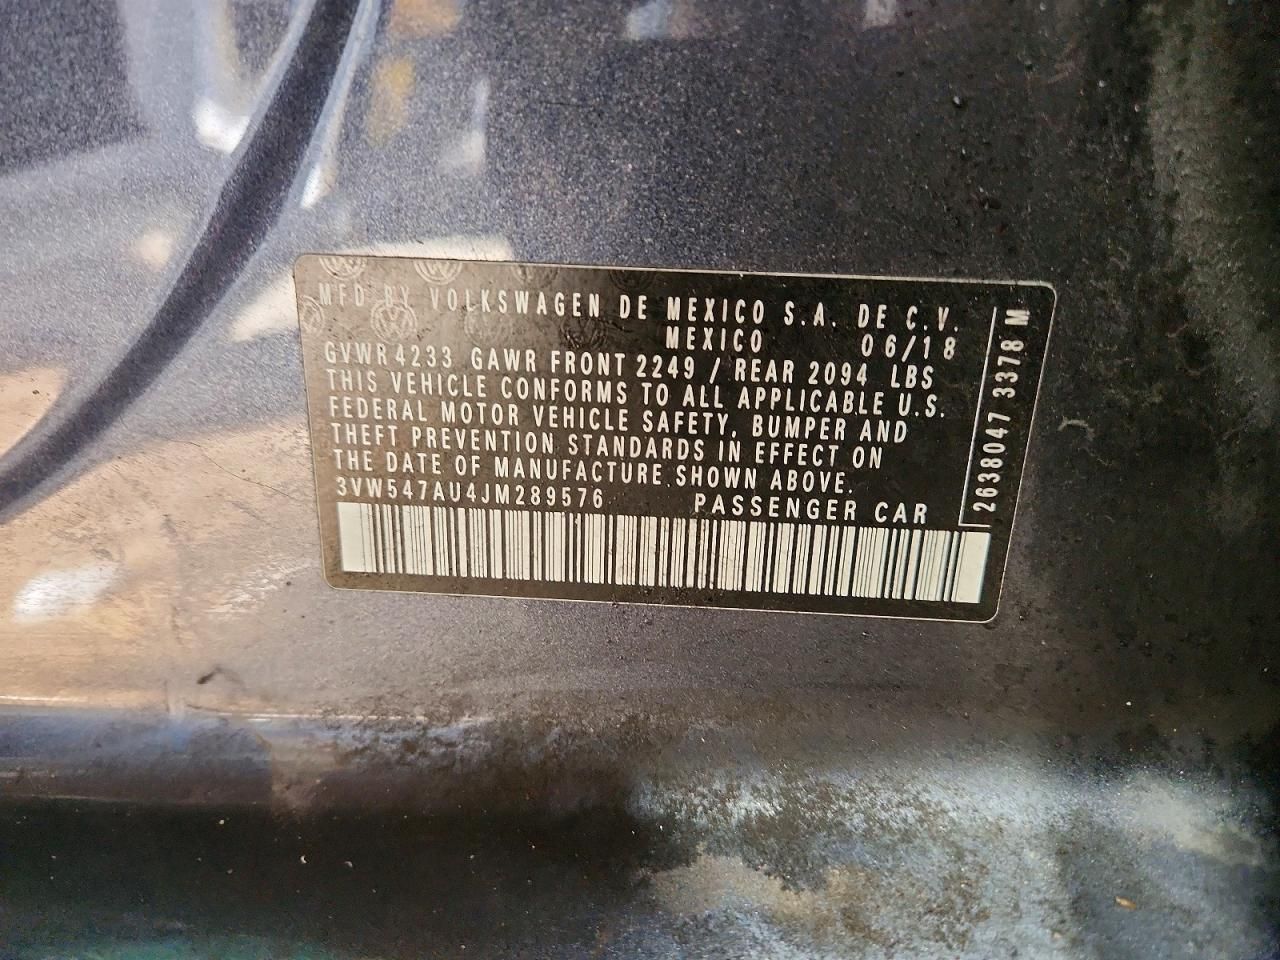 MFD BY VOLKSWAGEN DE MEXICO S.A. DE C.V.
MEXICO 06/18
GVWR 4233 GAWR FRONT 2249 / REAR 2094 LBS
THIS VEHICLE CONFORMS TO ALL APPLICABLE U.S.
FEDERAL MOTOR VEHICLE SAFETY, BUMPER AND
THEFT PREVENTION STANDARDS IN EFFECT ON
THE DATE OF MANUFACTURE SHOWN ABOVE.
3VW547AU4JM289576 PASSENGER CAR
2638047 3378 M